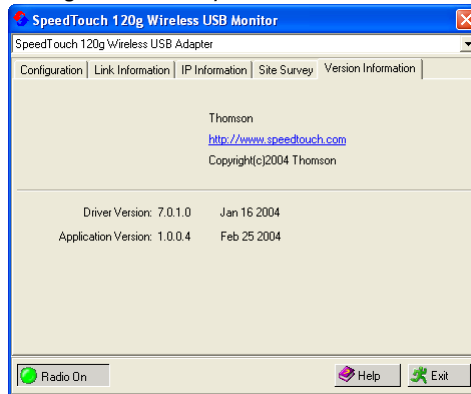 SpeedTouch 120g Wireless USB Monitor
SpeedTouch 120g Wireless USB Adapter
Configuration Link Information IP Information Site Survey Version Information
Thomson
http://www.speedtouch.com
Copyright(c)2004 Thomson
Driver Version: 7.0.1.0 Jan 16 2004
Application Version: 1.0.0.4 Feb 25 2004
Radio On Help Exit